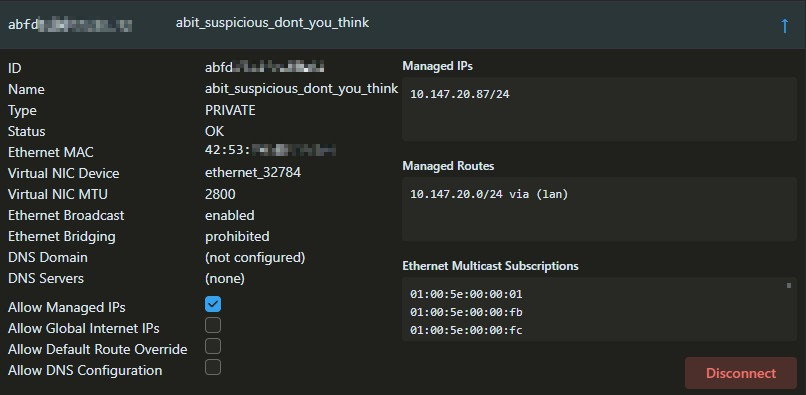 abfd
abit_suspicious_dont_you_think
↑
ID abfd
Name abit_suspicious_dont_you_think
Type PRIVATE
Status OK
Ethernet MAC 42:53:
Virtual NIC Device ethernet_32784
Virtual NIC MTU 2800
Ethernet Broadcast enabled
Ethernet Bridging prohibited
DNS Domain (not configured)
DNS Servers (none)
Allow Managed IPs
Allow Global Internet IPs
Allow Default Route Override
Allow DNS Configuration
Managed IPs
10.147.20.87/24
Managed Routes
10.147.20.0/24 via (lan)
Ethernet Multicast Subscriptions
01:00:5e:00:00:01
01:00:5e:00:00:fb
01:00:5e:00:00:fc
Disconnect